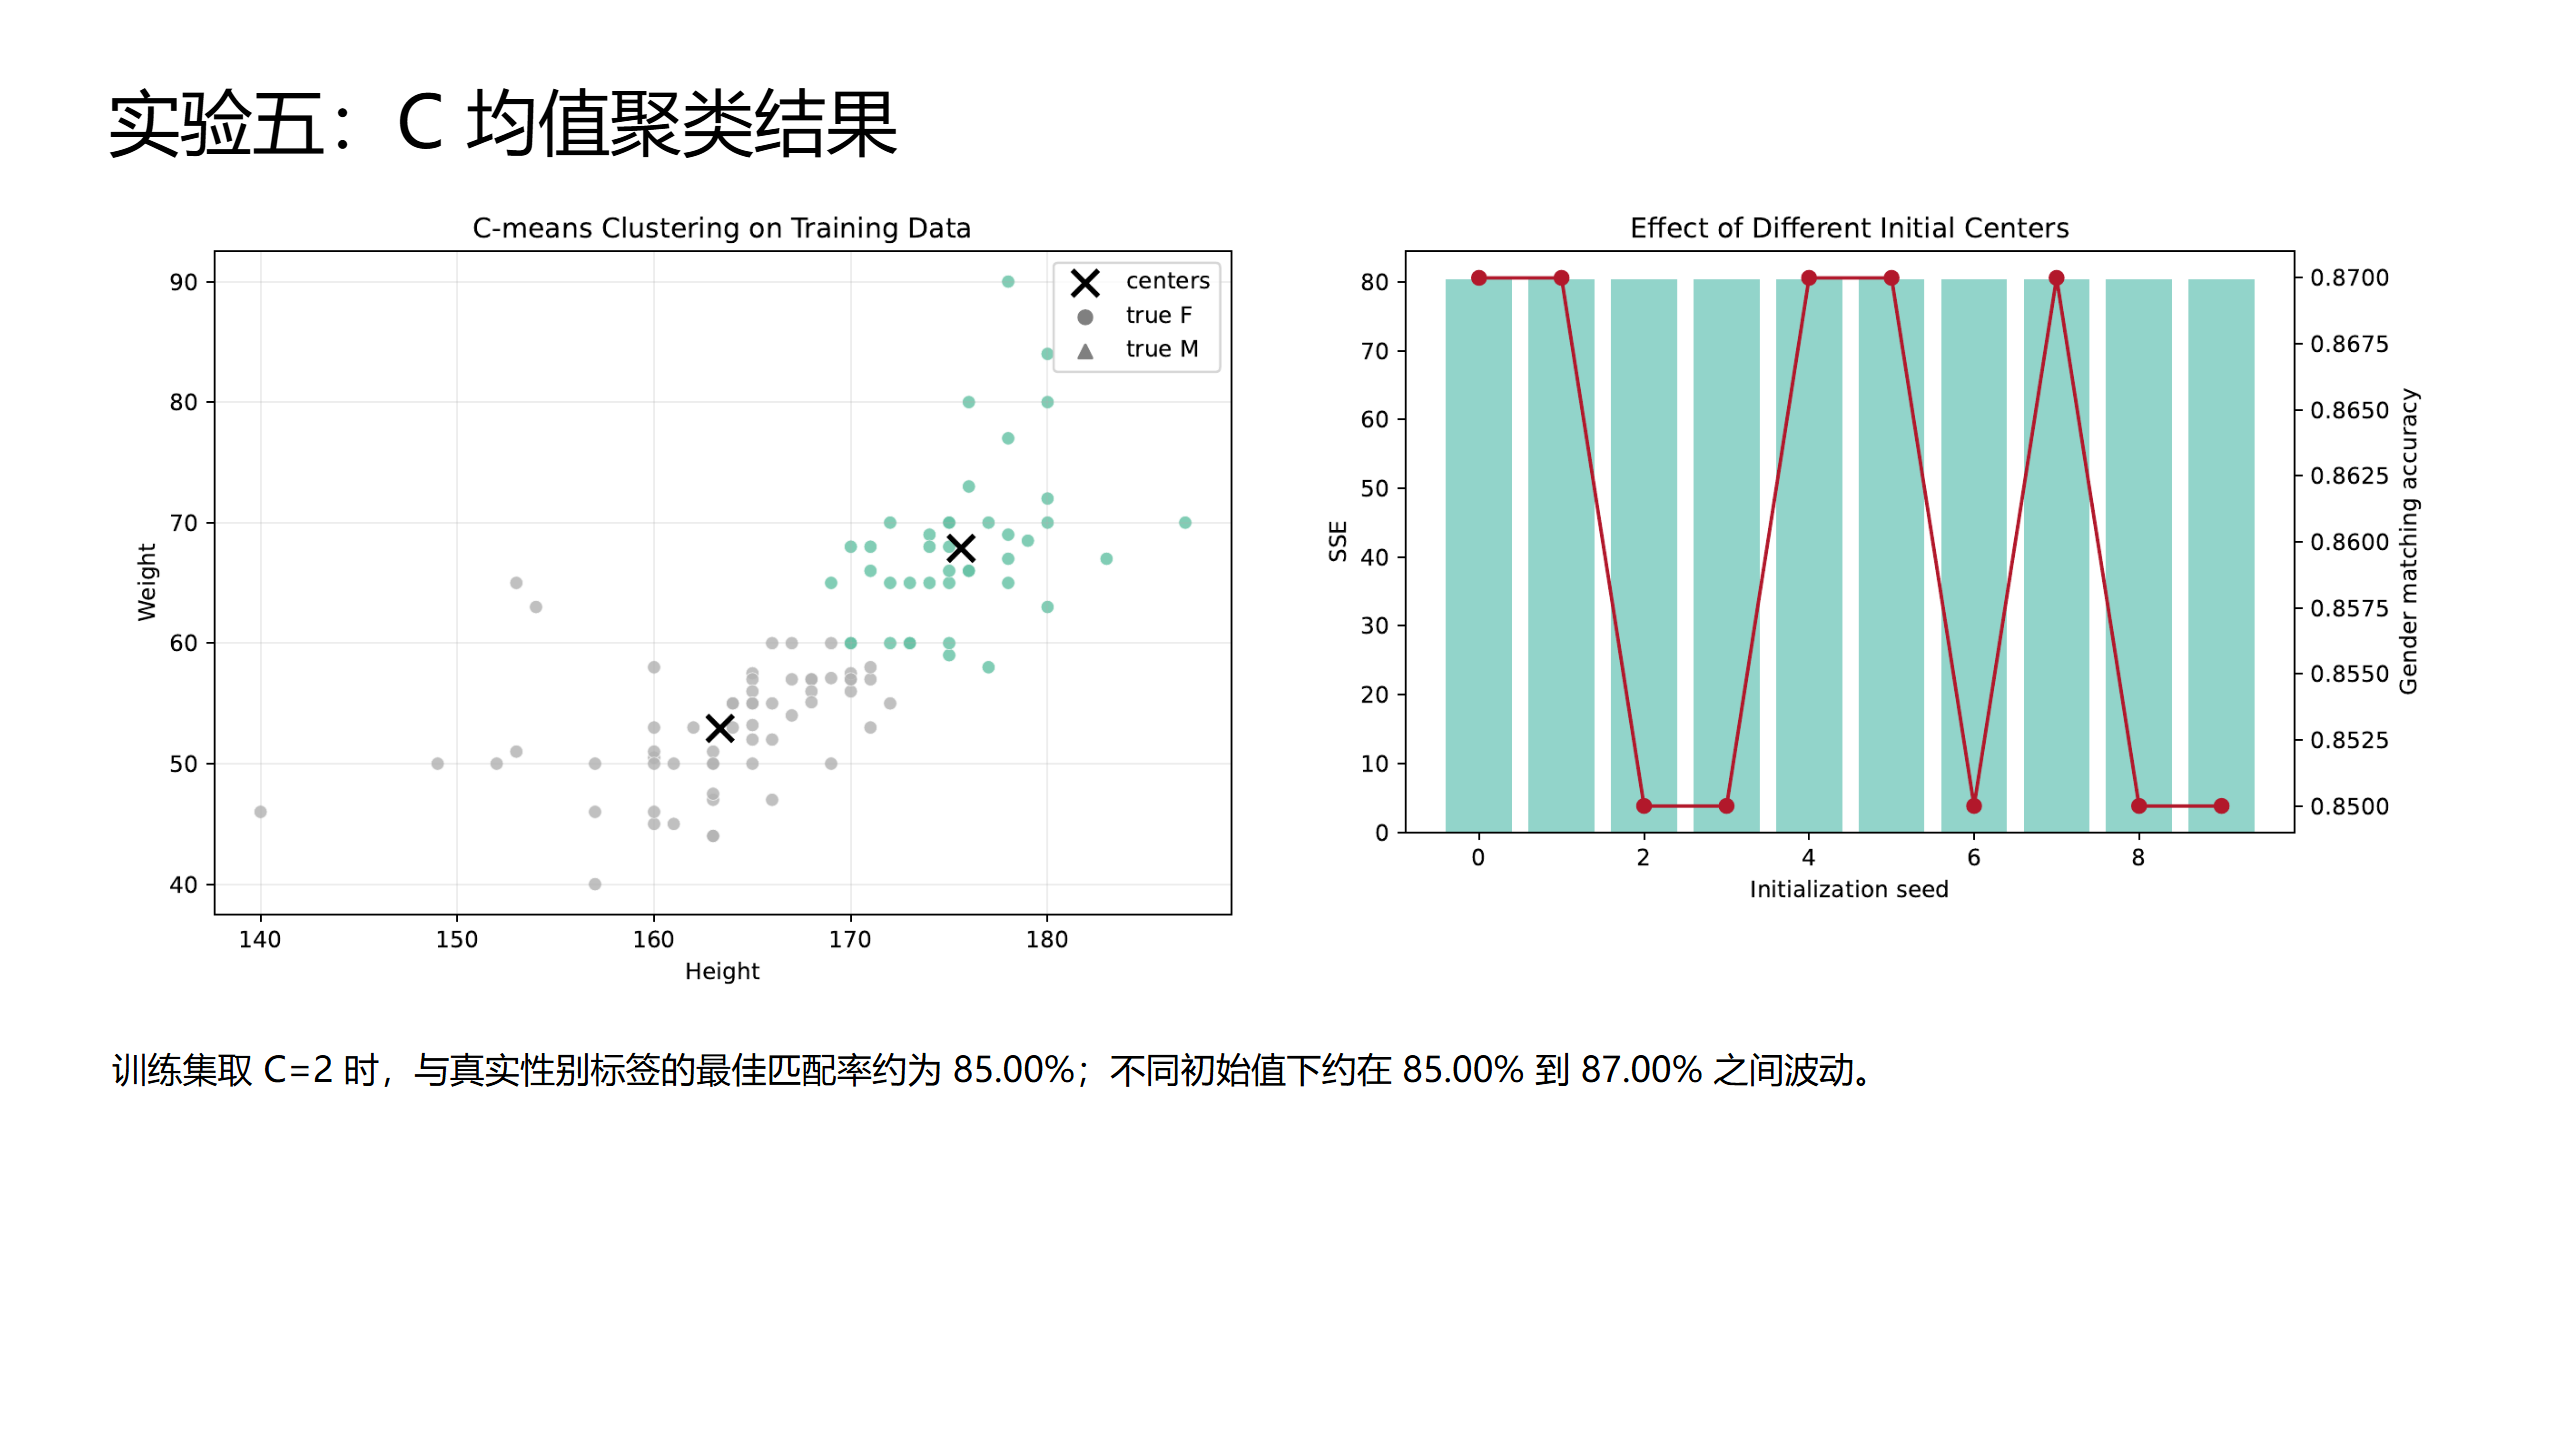 实验五：C 均值聚类结果
C-means Clustering on Training Data
centers
true F
true M
90
80
70
60
50
40
Weight
140 150 160 170 180
Height
Effect of Different Initial Centers
80
70
60
50
40
30
20
10
0
SSE
0.8700
0.8675
0.8650
0.8625
0.8600
0.8575
0.8550
0.8525
0.8500
Gender matching accuracy
0 2 4 6 8
Initialization seed
训练集取 C=2 时，与真实性别标签的最佳匹配率约为 85.00%；不同初始值下约在 85.00% 到 87.00% 之间波动。